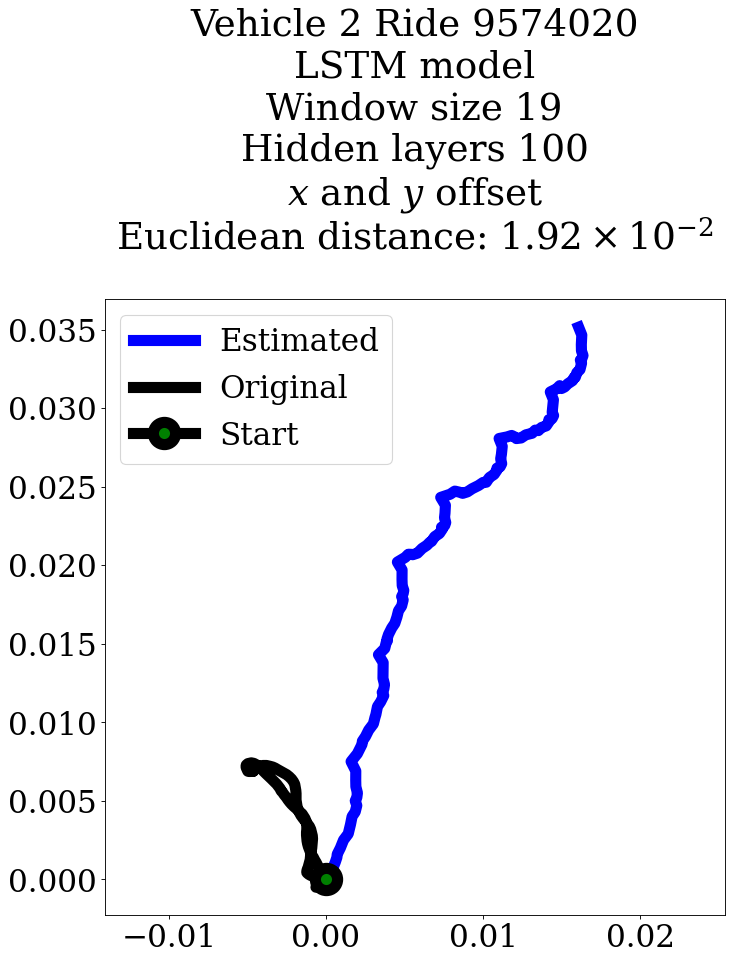 Vehicle 2 Ride 9574020
LSTM model
Window size 19
Hidden layers 100
x and y offset
Euclidean distance: 1.92 × 10⁻²
Estimated
Original
Start
0.035
0.030
0.025
0.020
0.015
0.010
0.005
0.000
−0.01 0.00 0.01 0.02